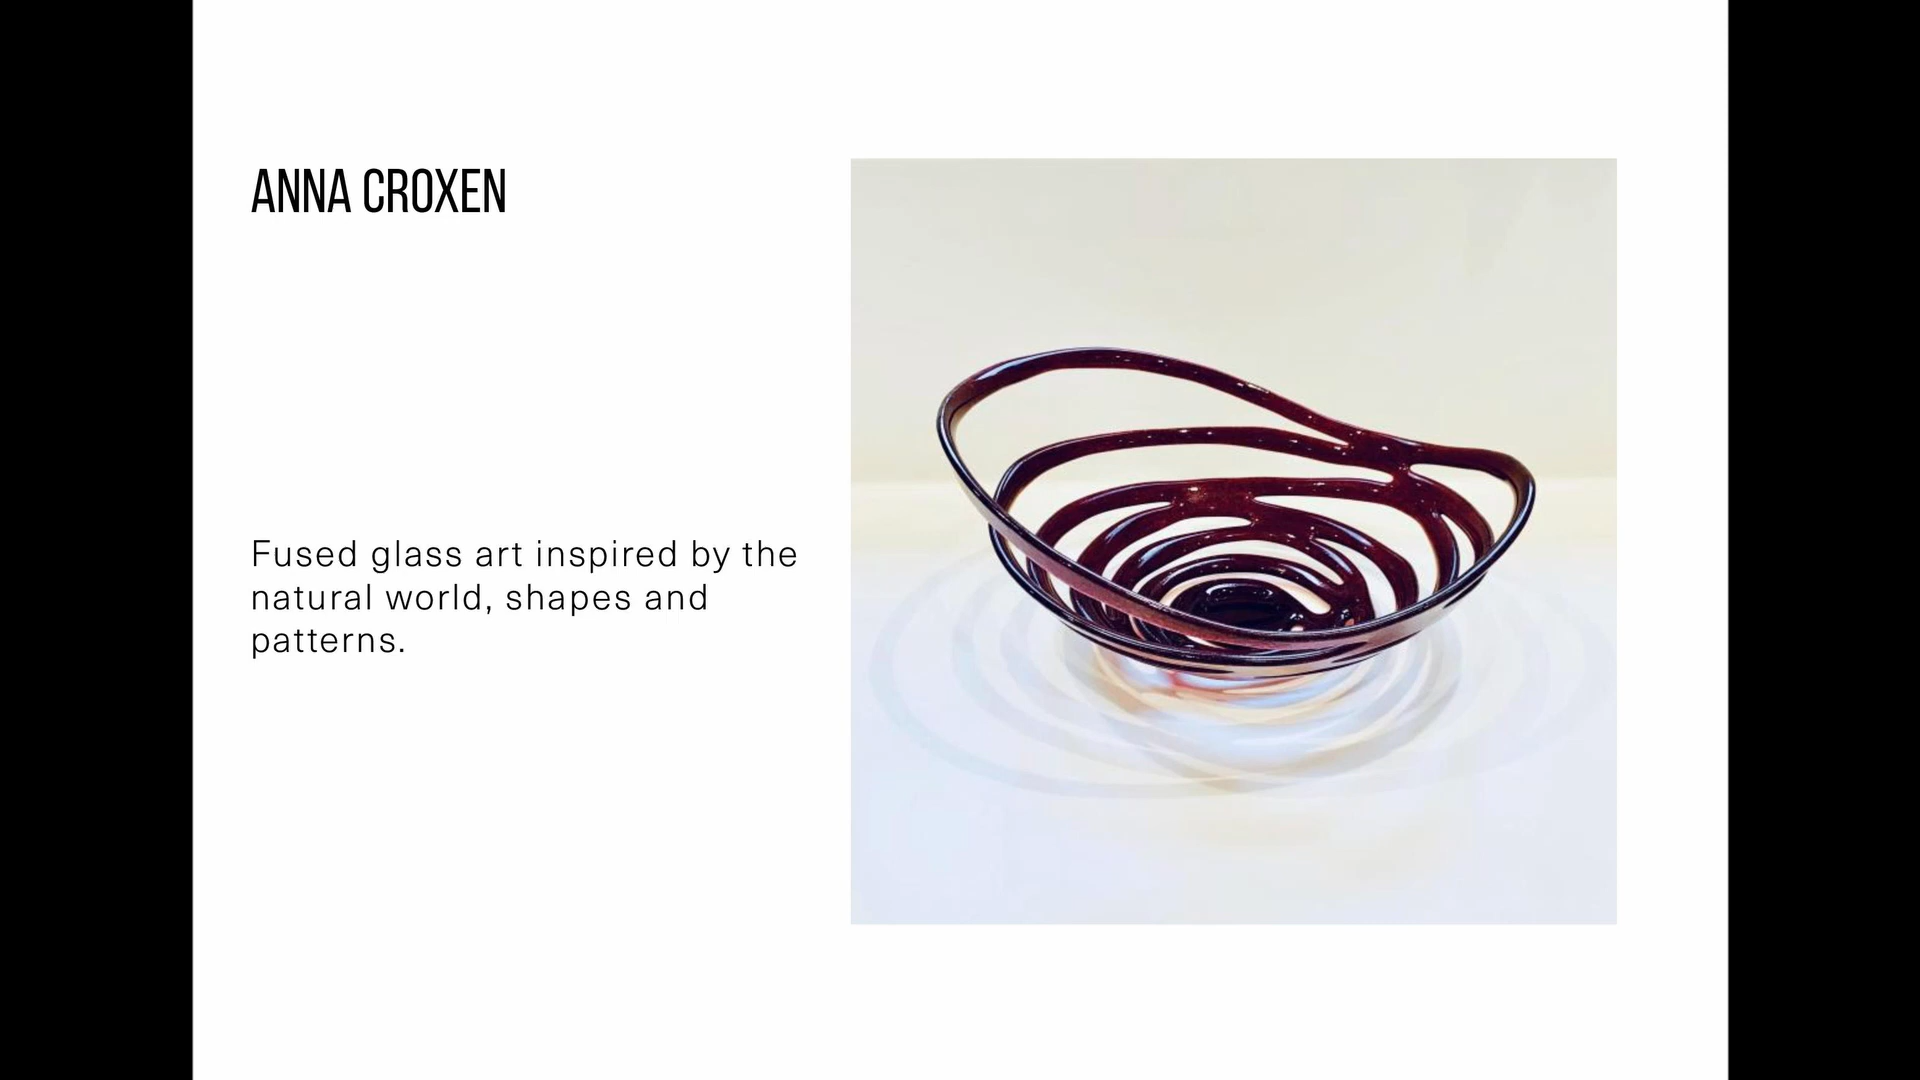 ANNA CROXEN
Fused glass art inspired by the
natural world, shapes and
patterns.